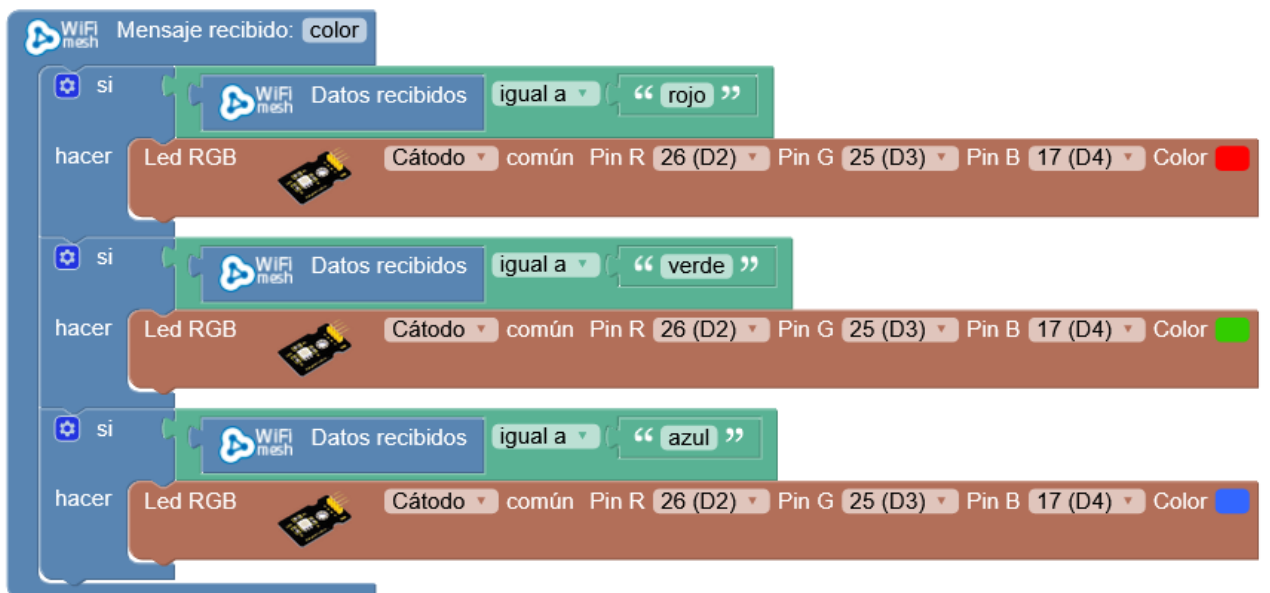 WiFi mesh Mensaje recibido: color
si WiFi mesh Datos recibidos igual a “ rojo ”
hacer Led RGB Cátodo común Pin R 26 (D2) Pin G 25 (D3) Pin B 17 (D4) Color
si WiFi mesh Datos recibidos igual a “ verde ”
hacer Led RGB Cátodo común Pin R 26 (D2) Pin G 25 (D3) Pin B 17 (D4) Color
si WiFi mesh Datos recibidos igual a “ azul ”
hacer Led RGB Cátodo común Pin R 26 (D2) Pin G 25 (D3) Pin B 17 (D4) Color